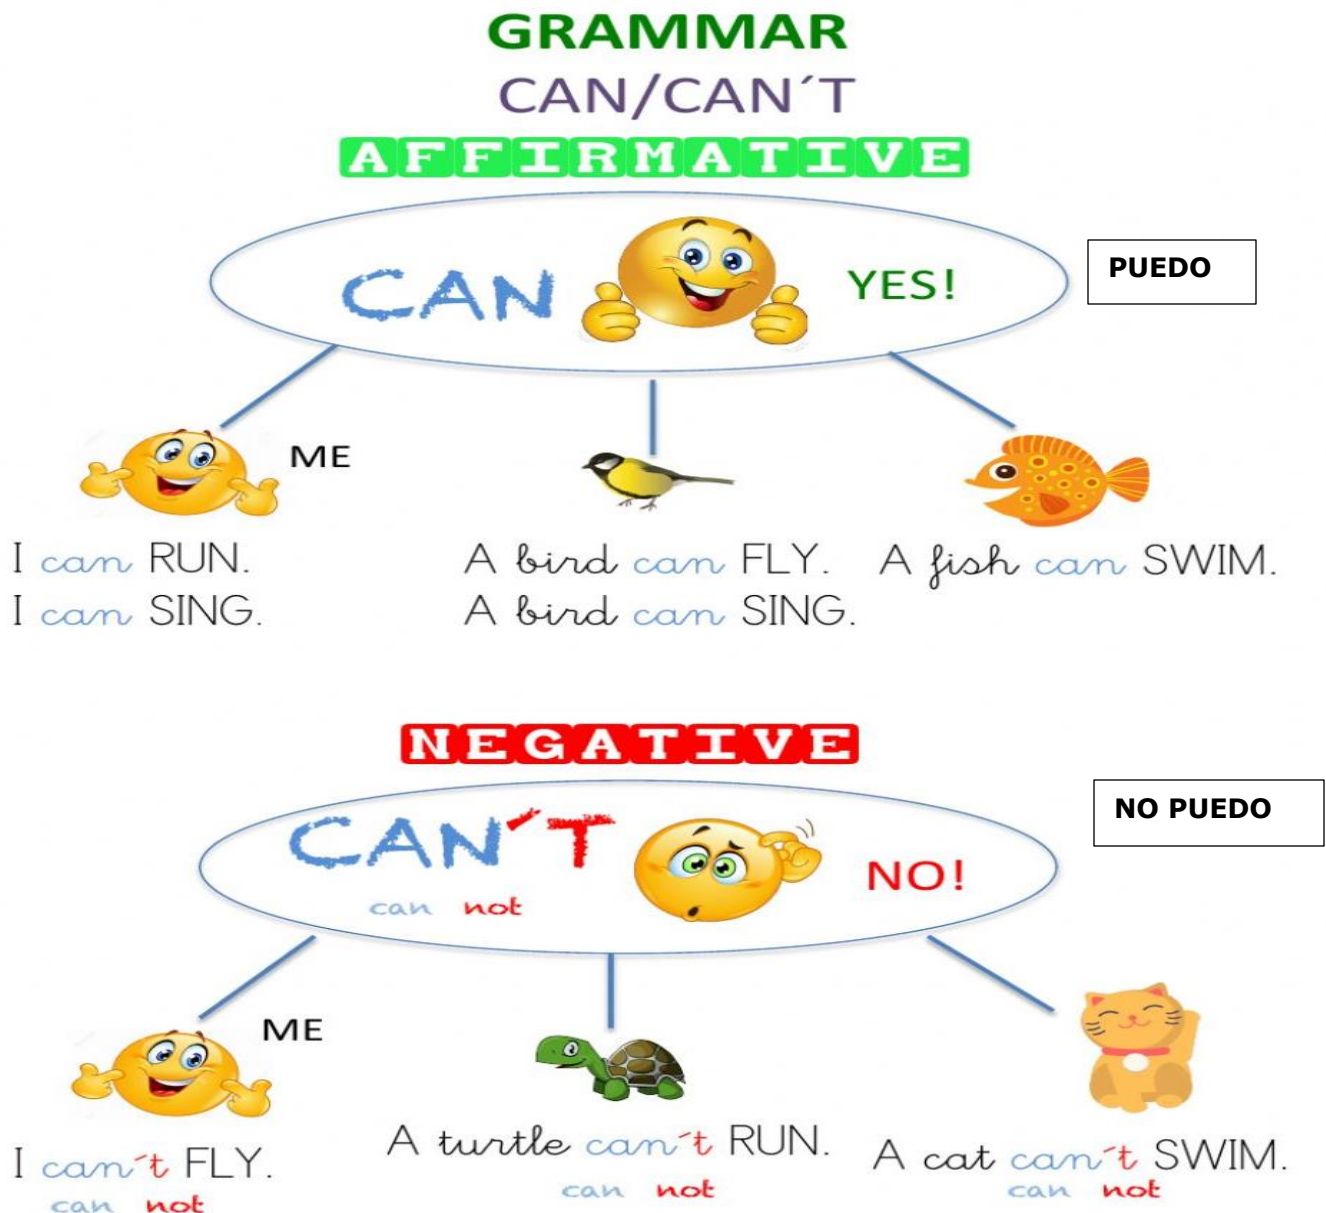 GRAMMAR
CAN/CAN´T
AFFIRMATIVE
CAN YES!
PUEDO
ME
I can RUN.
I can SING.
A bird can FLY.
A bird can SING.
A fish can SWIM.
NEGATIVE
CAN´T NO!
can not
NO PUEDO
ME
I can´t FLY.
can not
A turtle can´t RUN.
can not
A cat can´t SWIM.
can not